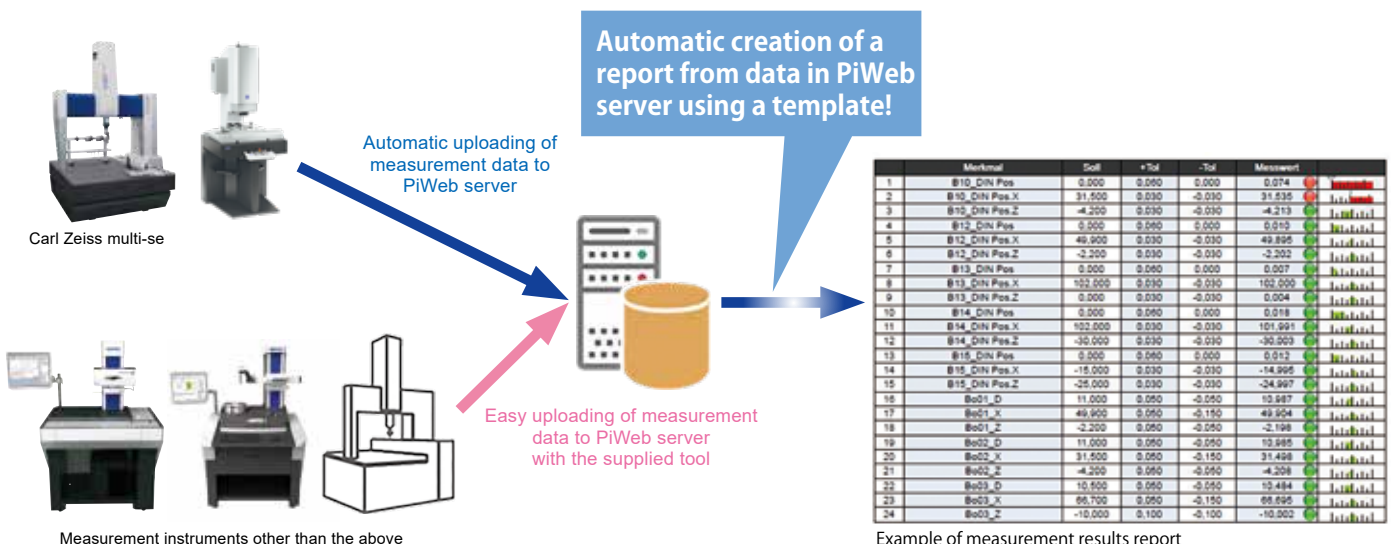 Automatic creation of a
report from data in PiWeb
server using a template!
Automatic uploading of
measurement data to
PiWeb server
Carl Zeiss multi-se
Easy uploading of measurement
data to PiWeb server
with the supplied tool
Measurement instruments other than the above
Merkmal Soll +Tol -Tol Messwert
1 B10_DIN Pos 0,000 0,060 0,000 0,074
2 B10_DIN Pos.X 31,500 0,030 -0,030 31,535
3 B10_DIN Pos.Z -4,200 0,030 -0,030 -4,213
4 B12_DIN Pos 0,000 0,060 0,000 0,010
5 B12_DIN Pos.X 49,900 0,030 -0,030 49,895
6 B12_DIN Pos.Z -2,200 0,030 -0,030 -2,202
7 B13_DIN Pos 0,000 0,060 0,000 0,007
8 B13_DIN Pos.X 102,000 0,030 -0,030 102,000
9 B13_DIN Pos.Z 0,000 0,030 -0,030 0,004
10 B14_DIN Pos 0,000 0,060 0,000 0,018
11 B14_DIN Pos.X 102,000 0,030 -0,030 101,991
12 B14_DIN Pos.Z -30,000 0,030 -0,030 -30,003
13 B15_DIN Pos 0,000 0,060 0,000 0,012
14 B15_DIN Pos.X -15,000 0,030 -0,030 -14,995
15 B15_DIN Pos.Z -25,000 0,030 -0,030 -24,997
16 Bo01_D 11,000 0,050 -0,050 10,987
17 Bo01_X 49,900 0,050 -0,150 49,904
18 Bo01_Z -2,200 0,050 -0,050 -2,198
19 Bo02_D 11,000 0,050 -0,050 10,985
20 Bo02_X 31,500 0,050 -0,150 31,498
21 Bo02_Z -4,200 0,050 -0,050 -4,208
22 Bo03_D 10,500 0,050 -0,050 10,484
23 Bo03_X 66,700 0,050 -0,150 66,695
24 Bo03_Z -10,000 0,100 -0,100 -10,002
Example of measurement results report